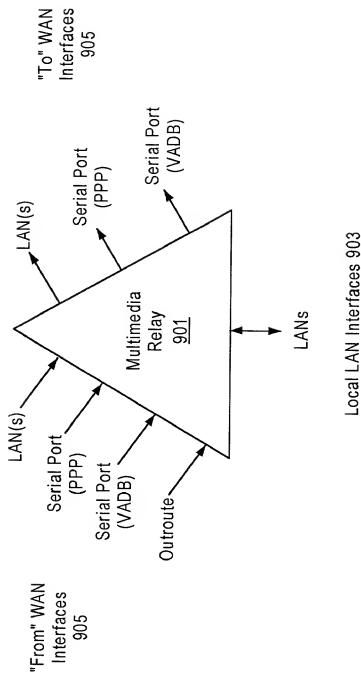 "From" WAN
Interfaces
905
LAN(s)
Serial Port
(PPP)
Serial Port
(VADB)
Outroute
Multimedia
Relay
901
LAN(s)
Serial Port
(PPP)
Serial Port
(VADB)
"To" WAN
Interfaces
905
LANs
Local LAN Interfaces 903